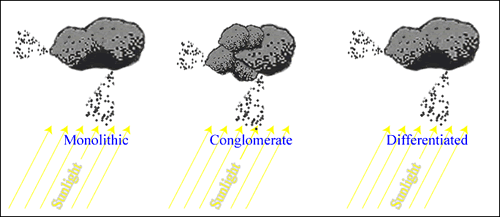 Monolithic
Conglomerate
Differentiated
Sunlight
Sunlight
Sunlight